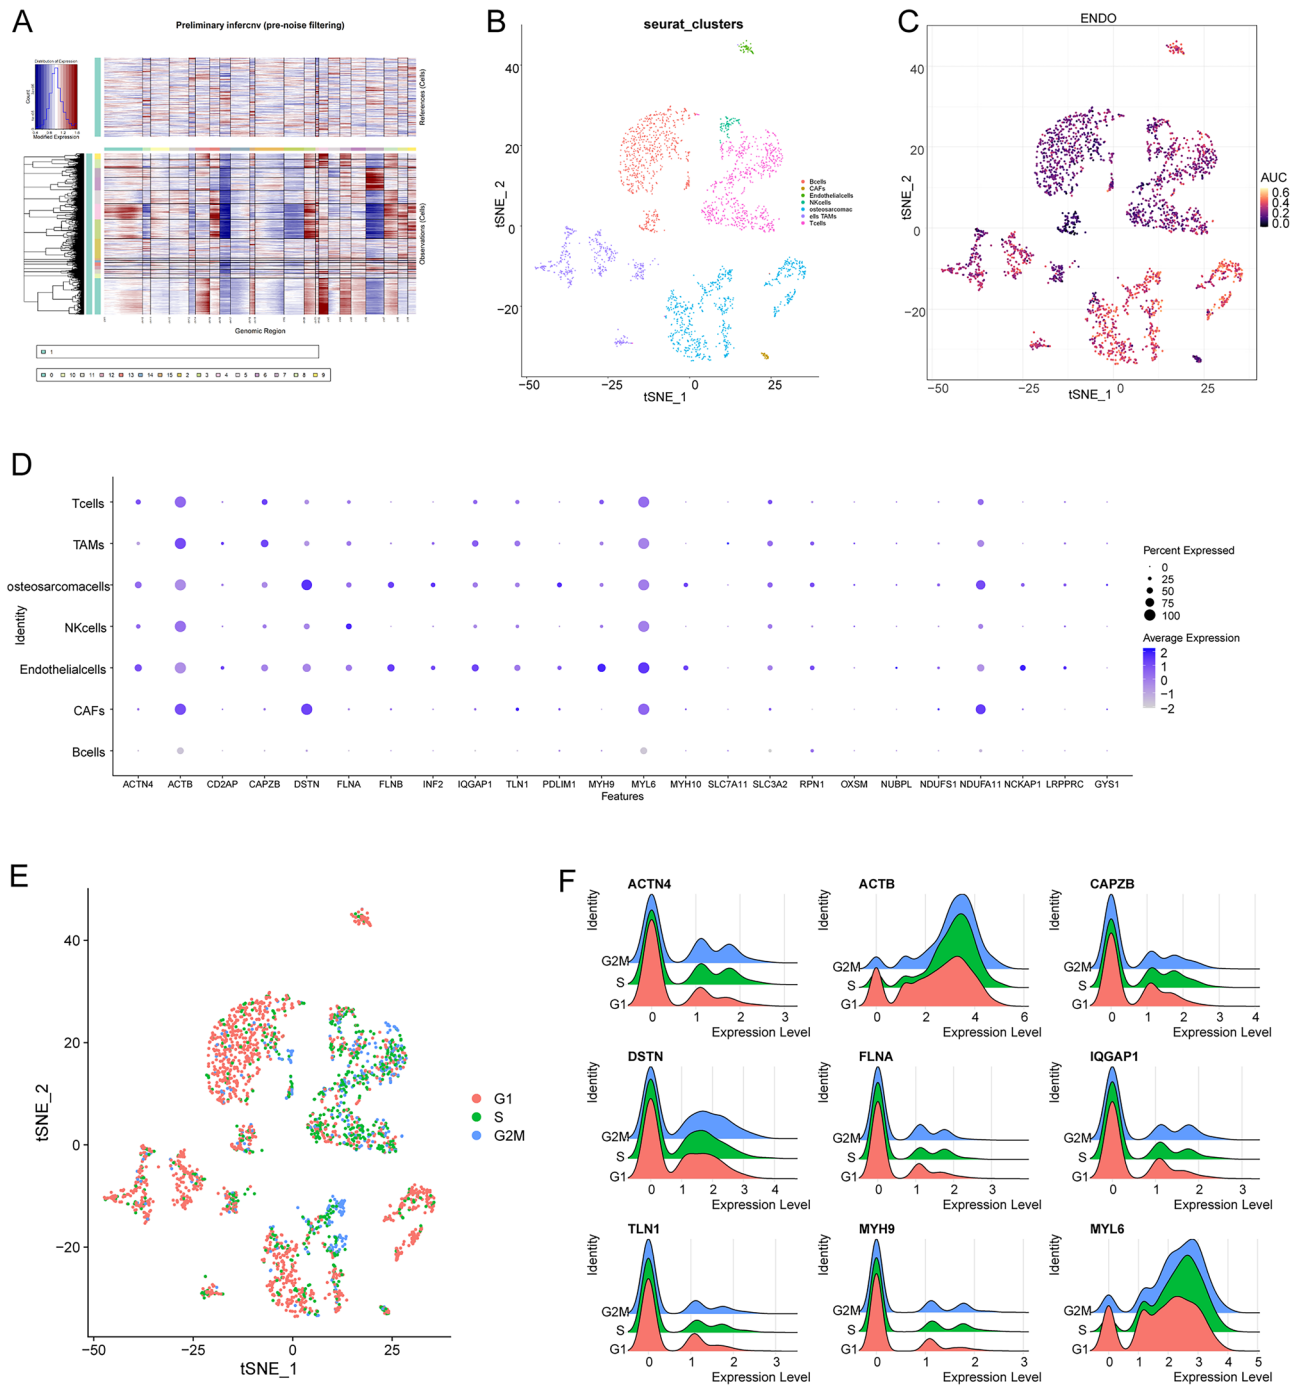 A
Preliminary infercnv (pre-noise filtering)
Distribution of Expression
Count
Modified Expression
References (Cells)
Observations (Cells)
Genomic Region
1
0 10 11 12 13 14 15 2 3 4 5 6 7 8 9
B
seurat_clusters
40
20
0
−20
tSNE_2
−50 −25 0 25
tSNE_1
Bcells
CAFs
Endothelialcells
NKcells
osteosarcomac
ells TAMs
Tcells
C
ENDO
40
20
0
−20
tSNE_2
−50 −25 0 25
tSNE_1
AUC
0.6
0.4
0.2
0.0
D
Identity
Tcells
TAMs
osteosarcomacells
NKcells
Endothelialcells
CAFs
Bcells
ACTN4 ACTB CD2AP CAPZB DSTN FLNA FLNB INF2 IQGAP1 TLN1 PDLIM1 MYH9 MYL6 MYH10 SLC7A11 SLC3A2 RPN1 OXSM NUBPL NDUFS1 NDUFA11 NCKAP1 LRPPRC GYS1
Features
Percent Expressed
0
25
50
75
100
Average Expression
2
1
0
−1
−2
E
40
20
0
−20
tSNE_2
−50 −25 0 25
tSNE_1
G1
S
G2M
F
ACTN4
Identity
G2M
S
G1
0 1 2 3
Expression Level
ACTB
Identity
G2M
S
G1
0 2 4 6
Expression Level
CAPZB
Identity
G2M
S
G1
0 1 2 3 4
Expression Level
DSTN
Identity
G2M
S
G1
0 1 2 3 4
Expression Level
FLNA
Identity
G2M
S
G1
0 1 2 3
Expression Level
IQGAP1
Identity
G2M
S
G1
0 1 2 3
Expression Level
TLN1
Identity
G2M
S
G1
0 1 2 3
Expression Level
MYH9
Identity
G2M
S
G1
0 1 2 3
Expression Level
MYL6
Identity
G2M
S
G1
0 1 2 3 4 5
Expression Level